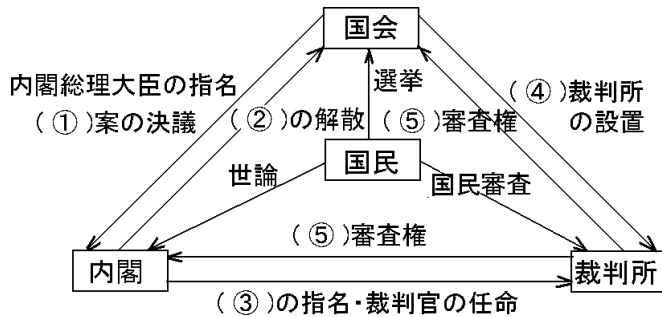 国会
内閣総理大臣の指名
(①)案の決議
(②)の解散
選挙
(⑤)審査権
(④)裁判所
の設置
国民
世論
国民審査
(⑤)審査権
内閣
裁判所
(③)の指名・裁判官の任命